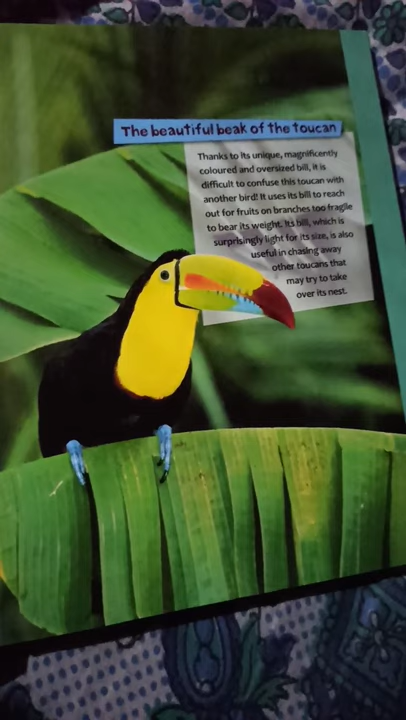 The beautiful beak of the toucan
Thanks to its unique, magnificently
coloured and oversized bill, it is
difficult to confuse this toucan with
another bird! It uses its bill to reach
out for fruits on branches too fragile
to bear its weight. Its bill, which is
surprisingly light for its size, is also
useful in chasing away
other toucans that
may try to take
over its nest.